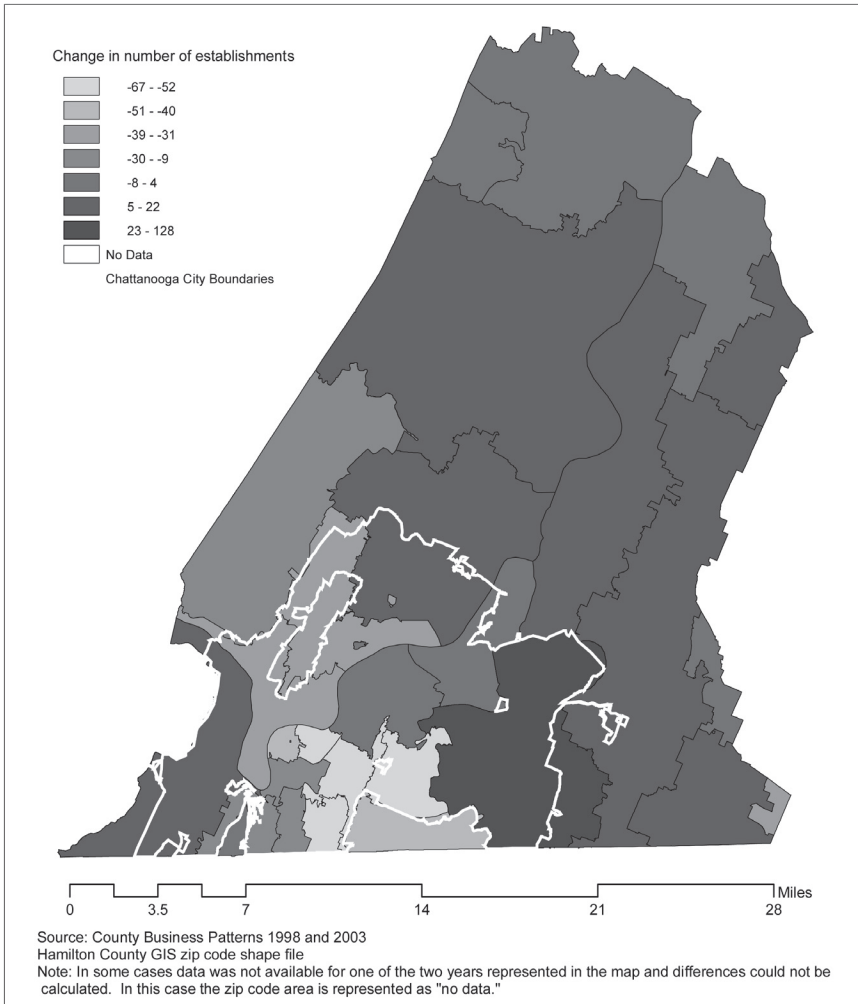 Change in number of establishments
-67 - -52
-51 - -40
-39 - -31
-30 - -9
-8 - 4
5 - 22
23 - 128
No Data
Chattanooga City Boundaries
Miles
0 3.5 7 14 21 28
Source: County Business Patterns 1998 and 2003
Hamilton County GIS zip code shape file
Note: In some cases data was not available for one of the two years represented in the map and differences could not be
calculated.  In this case the zip code area is represented as "no data."